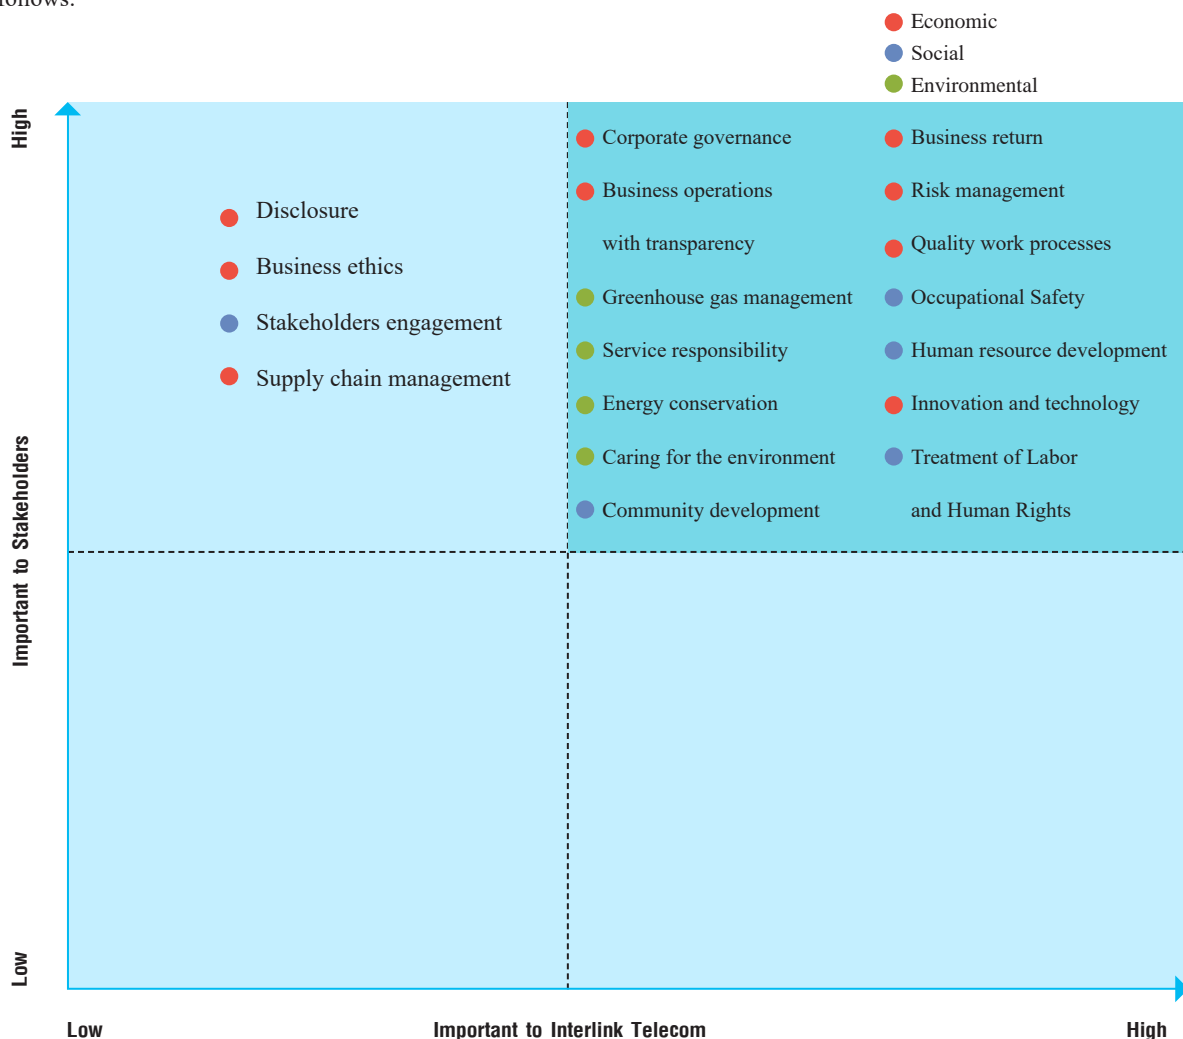 follows:
Economic
Social
Environmental
High
Corporate governance
Business operations
with transparency
Greenhouse gas management
Service responsibility
Energy conservation
Caring for the environment
Community development
Business return
Risk management
Quality work processes
Occupational Safety
Human resource development
Innovation and technology
Treatment of Labor
and Human Rights
Disclosure
Business ethics
Stakeholders engagement
Supply chain management
Important to Stakeholders
Low
Low
Important to Interlink Telecom
High